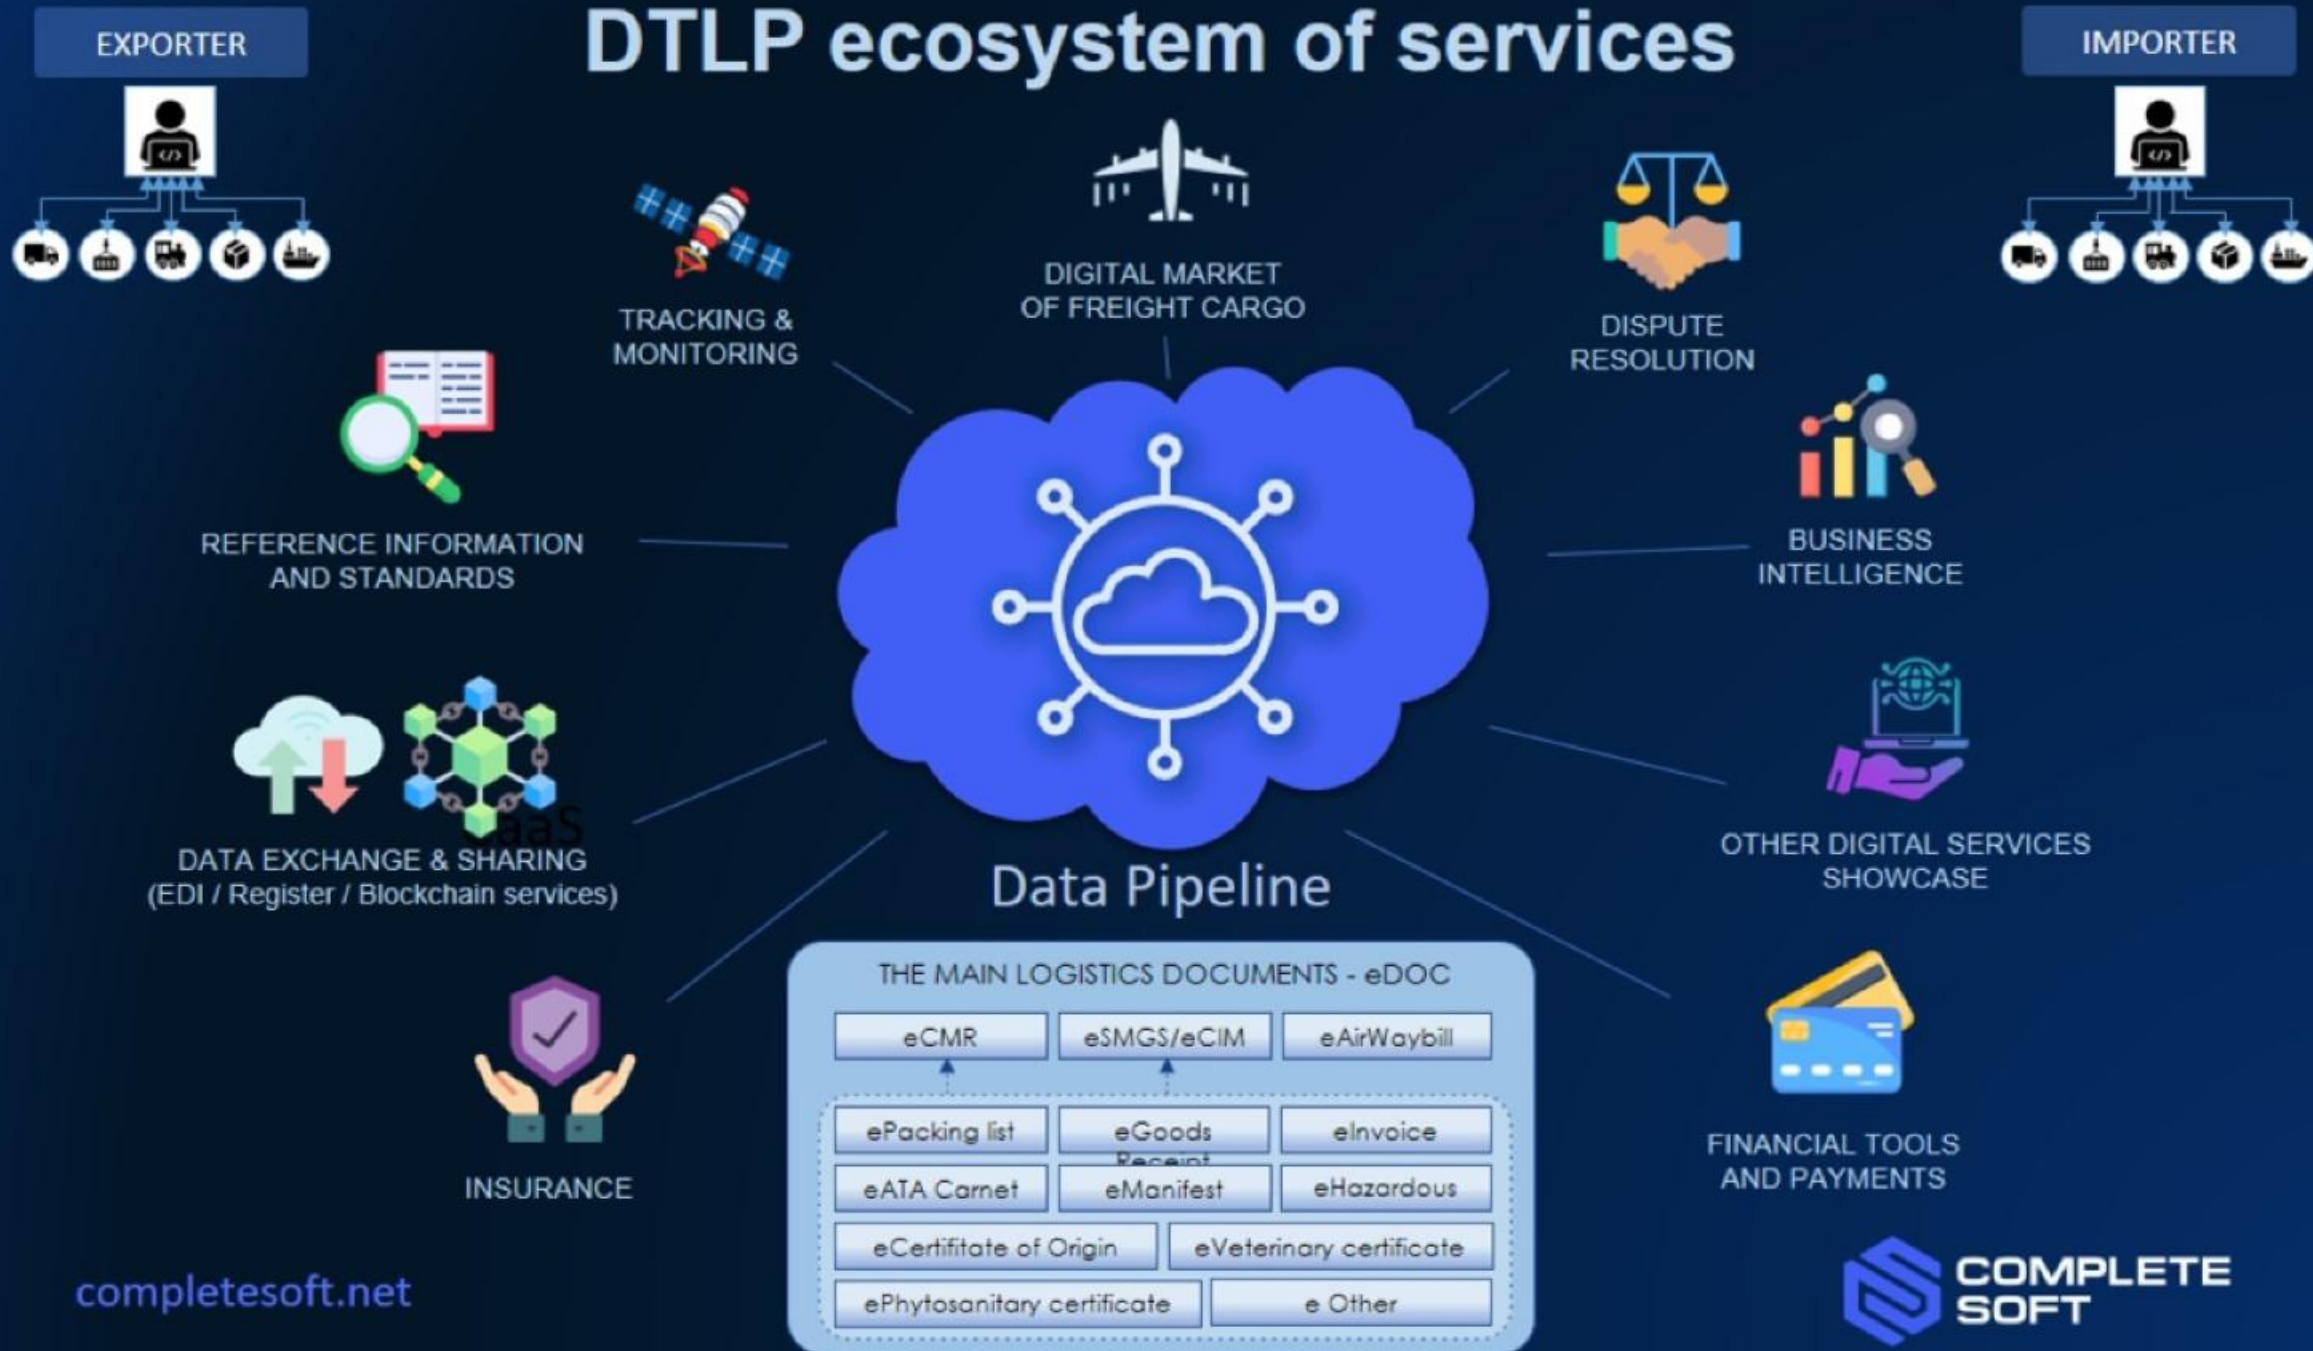 EXPORTER
DTLP ecosystem of services
IMPORTER
TRACKING &
MONITORING
DIGITAL MARKET
OF FREIGHT CARGO
DISPUTE
RESOLUTION
REFERENCE INFORMATION
AND STANDARDS
BUSINESS
INTELLIGENCE
DATA EXCHANGE & SHARING
(EDI / Register / Blockchain services)
OTHER DIGITAL SERVICES
SHOWCASE
INSURANCE
FINANCIAL TOOLS
AND PAYMENTS
Data Pipeline
THE MAIN LOGISTICS DOCUMENTS - eDOC
eCMR
eSMGS/eCIM
eAirWaybill
ePacking list
eGoods
Receipt
eInvoice
eATA Carnet
eManifest
eHazardous
eCertifitate of Origin
eVeterinary certificate
ePhytosanitary certificate
e Other
completesoft.net
COMPLETE
SOFT